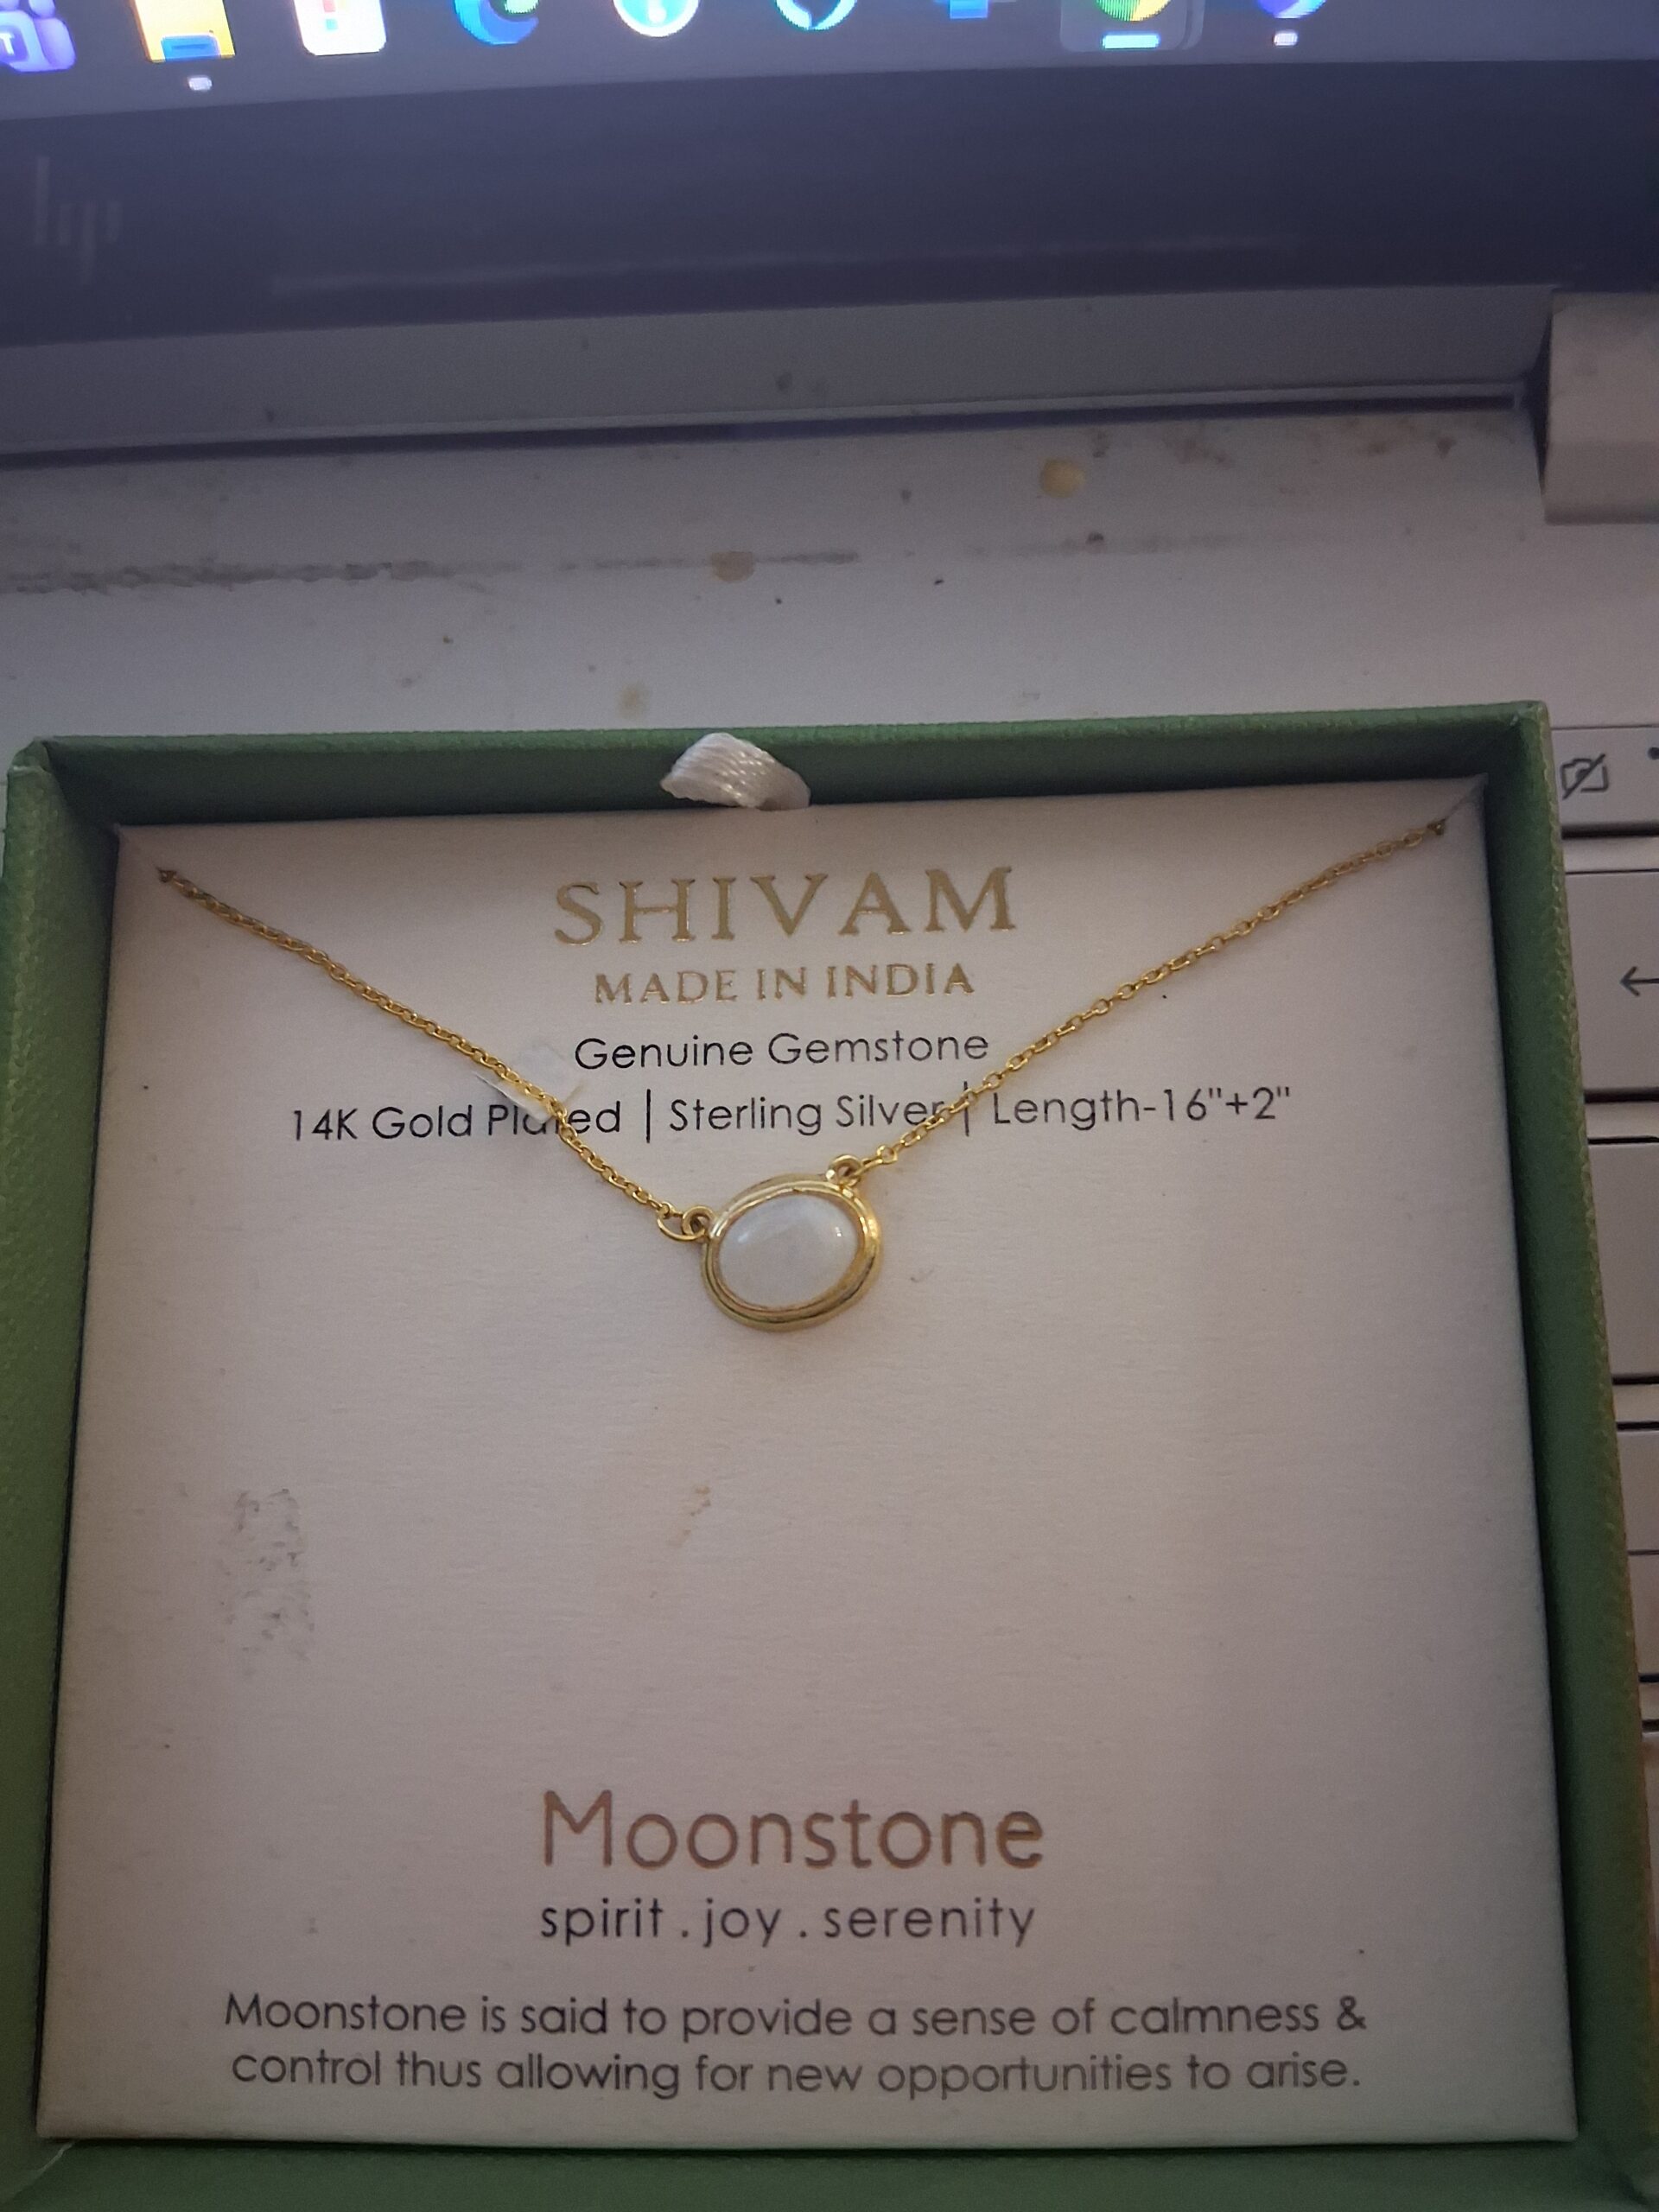 hp
SHIVAM
MADE IN INDIA
Genuine Gemstone
14K Gold Plated | Sterling Silver | Length-16"+2"
Moonstone
spirit . joy . serenity
Moonstone is said to provide a sense of calmness &
control thus allowing for new opportunities to arise.